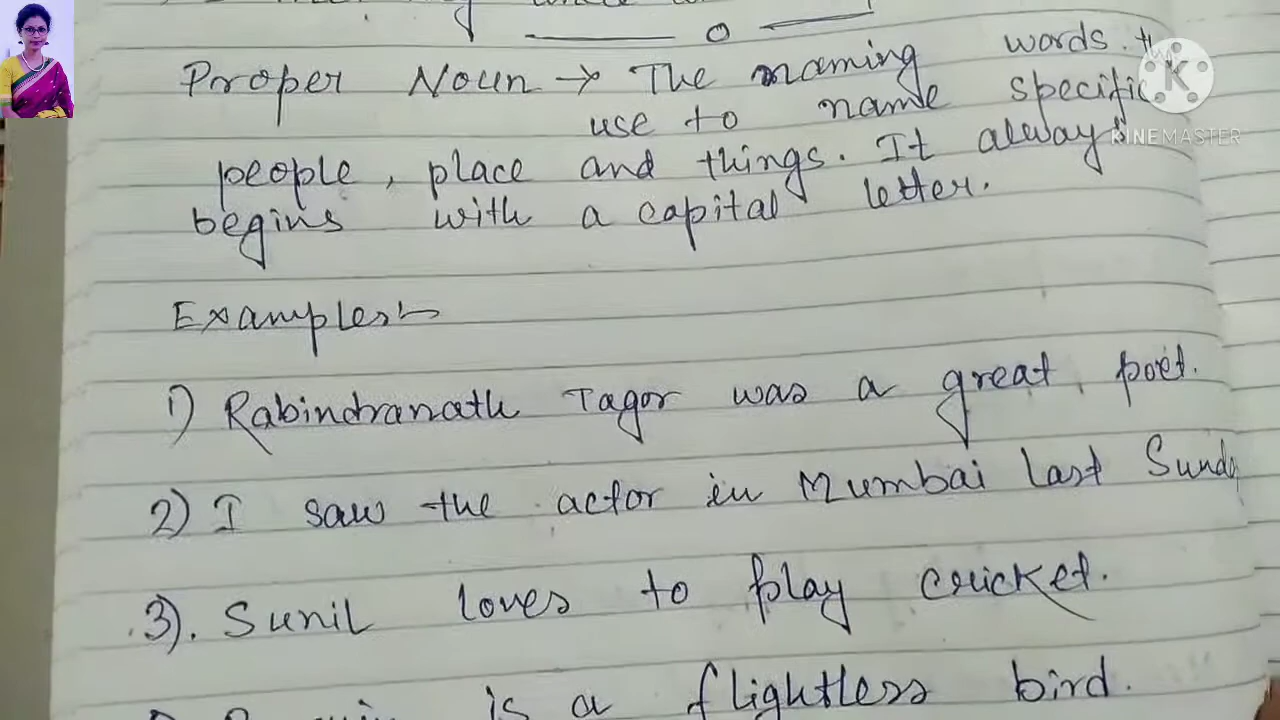 Proper Noun → The naming words
use to name specific
people, place and things. It always
begins with a capital letter.
Examples:-
1) Rabindranath Tagor was a great poet.
2) I saw the actor in Mumbai last Sunda
3). Sunil loves to play cricket.
is a flightless bird.
K
KINEMASTER